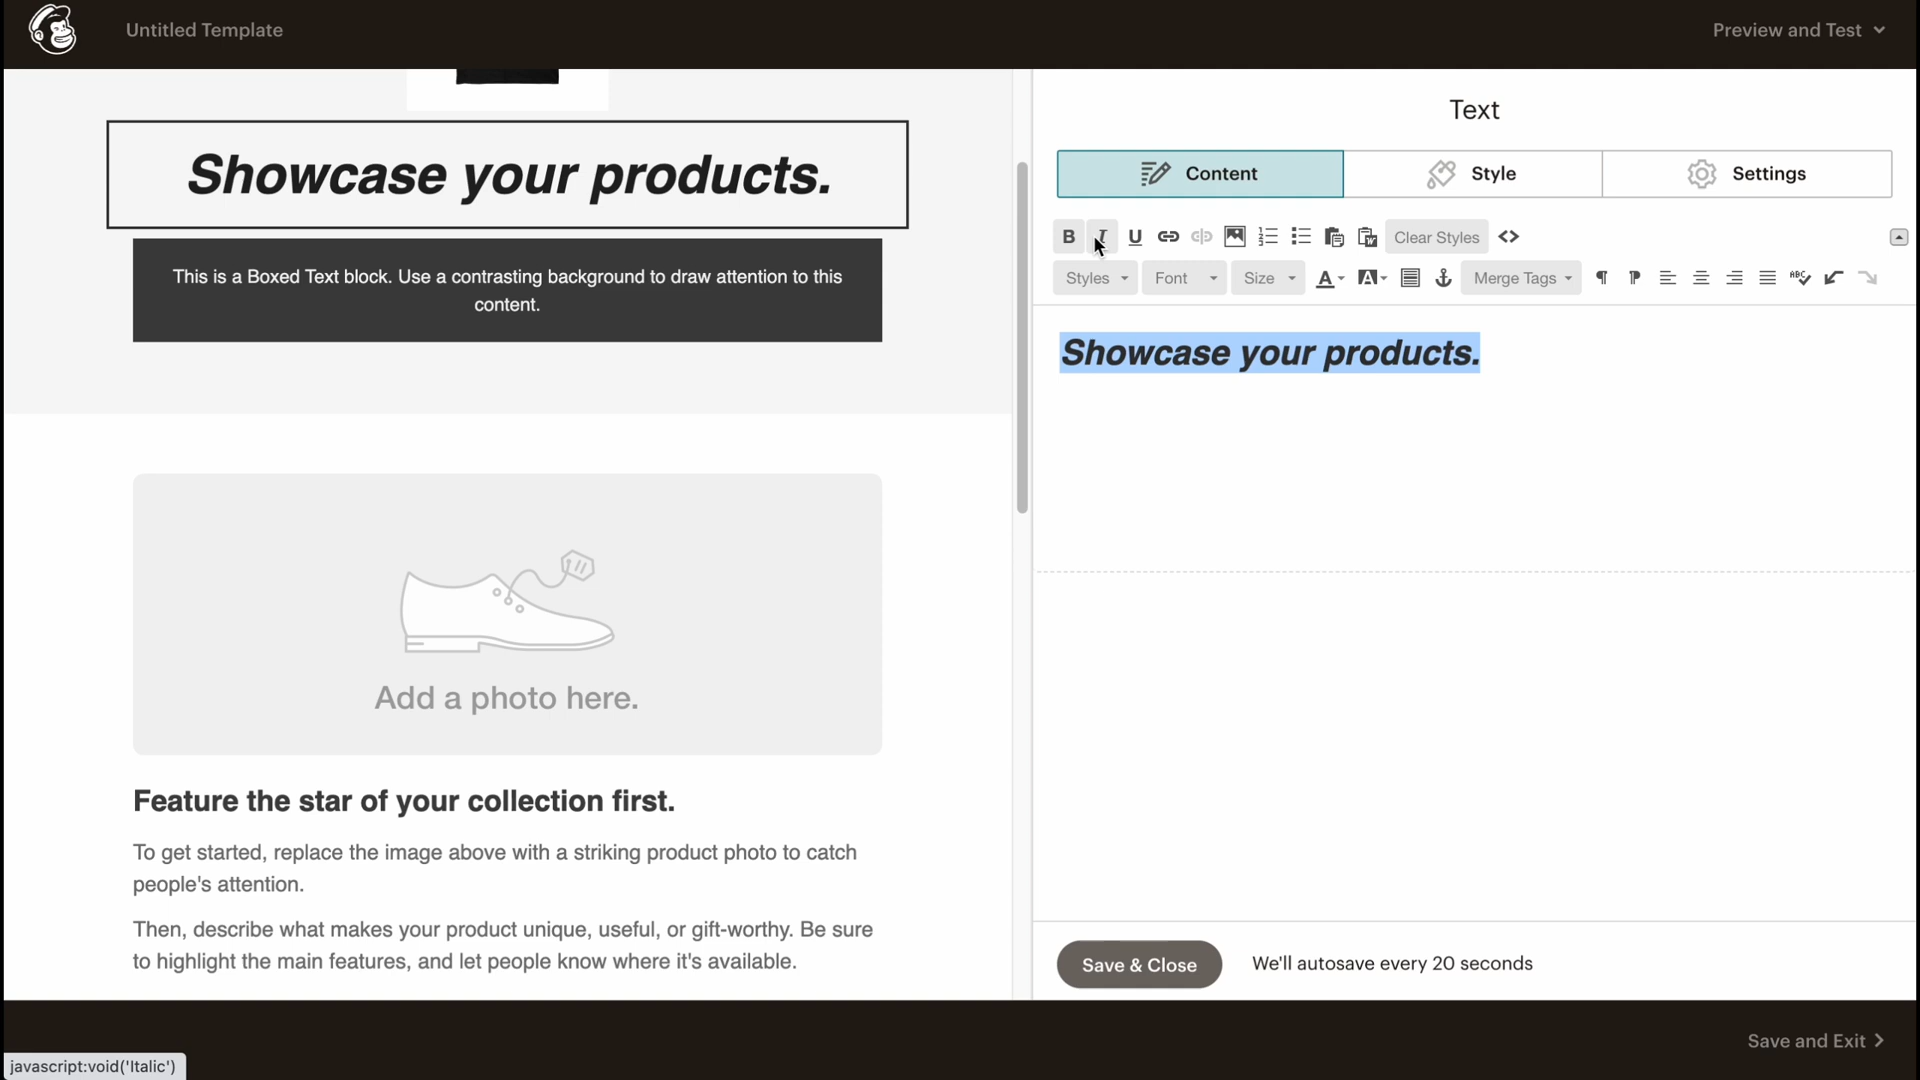 Untitled Template
Preview and Test
Showcase your products.
This is a Boxed Text block. Use a contrasting background to draw attention to this
content.
Add a photo here.
Feature the star of your collection first.
To get started, replace the image above with a striking product photo to catch
people's attention.
Then, describe what makes your product unique, useful, or gift-worthy. Be sure
to highlight the main features, and let people know where it's available.
Text
Content Style Settings
B I U Clear Styles <>
Styles Font Size A A Merge Tags ¶ ABC
Showcase your products.
Save & Close We'll autosave every 20 seconds
Save and Exit
javascript:void('Italic')